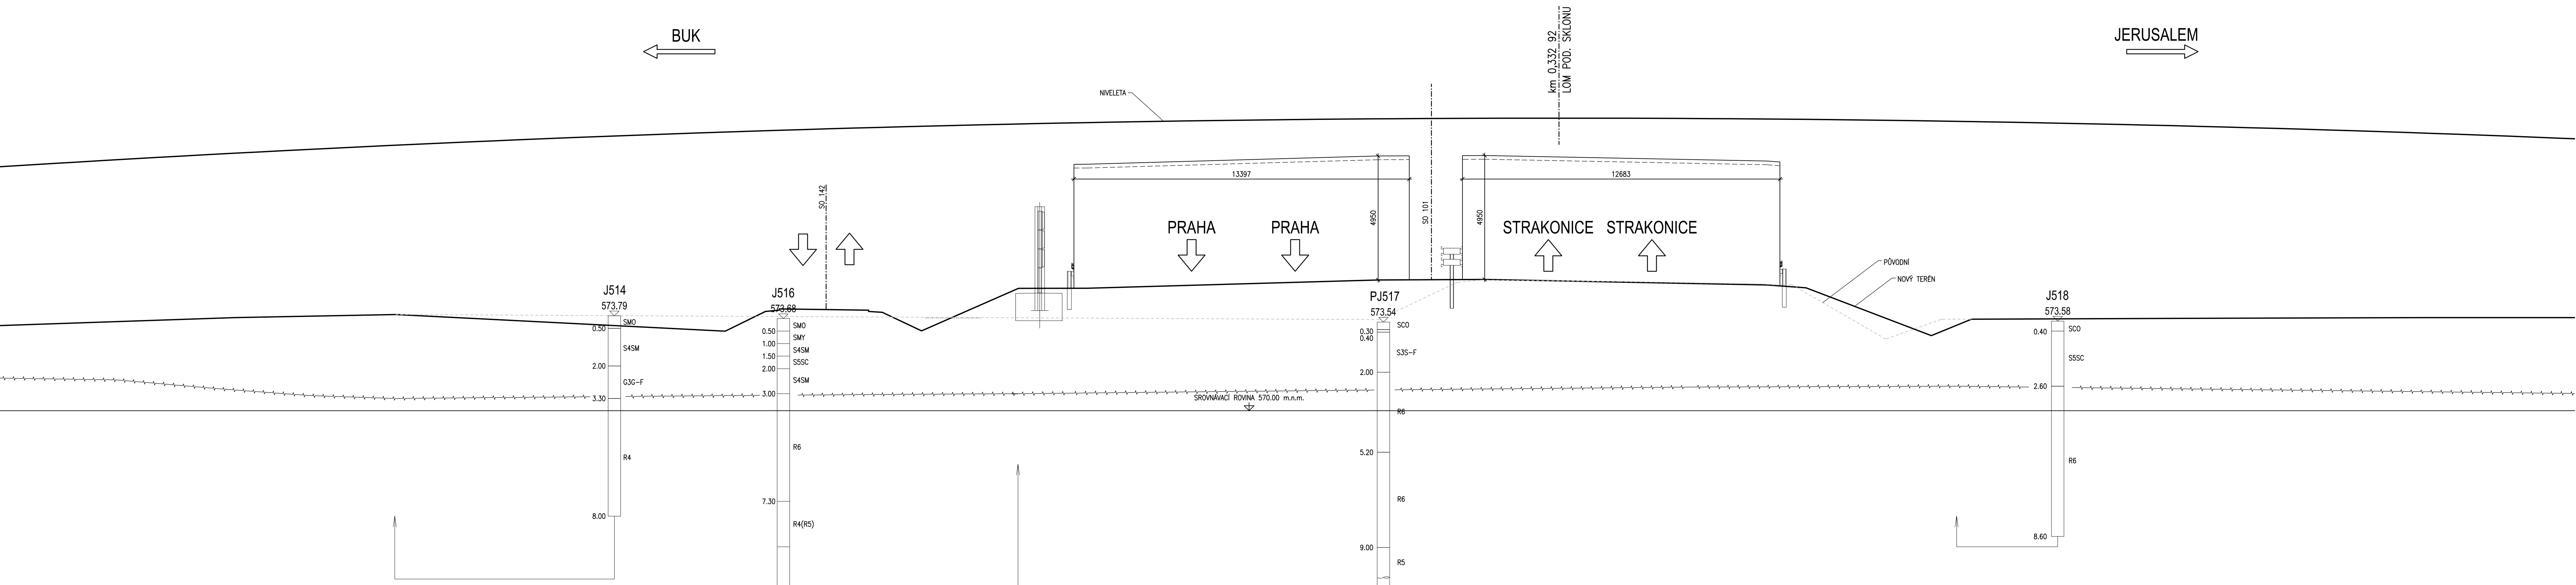 BUK
JERUSALEM
km 0,332 92
LOM POD. SKLONU
NIVELETA
13397
12683
SO 142
4950
SO 101
4950
PRAHA
PRAHA
STRAKONICE
STRAKONICE
PŮVODNÍ
NOVÝ TERÉN
J514
573.79
SMO
0.50
S4SM
2.00
G3G-F
3.30
R4
8.00
J516
573.68
SMO
0.50
SMY
1.00
S4SM
1.50
S5SC
2.00
S4SM
3.00
R6
7.30
R4(R5)
SROVNÁVACÍ ROVINA 570.00 m.n.m.
PJ517
573.54
SCO
0.30
0.40
S3S-F
2.00
R6
5.20
R6
9.00
R5
J518
573.58
SCO
0.40
S5SC
2.60
R6
8.60